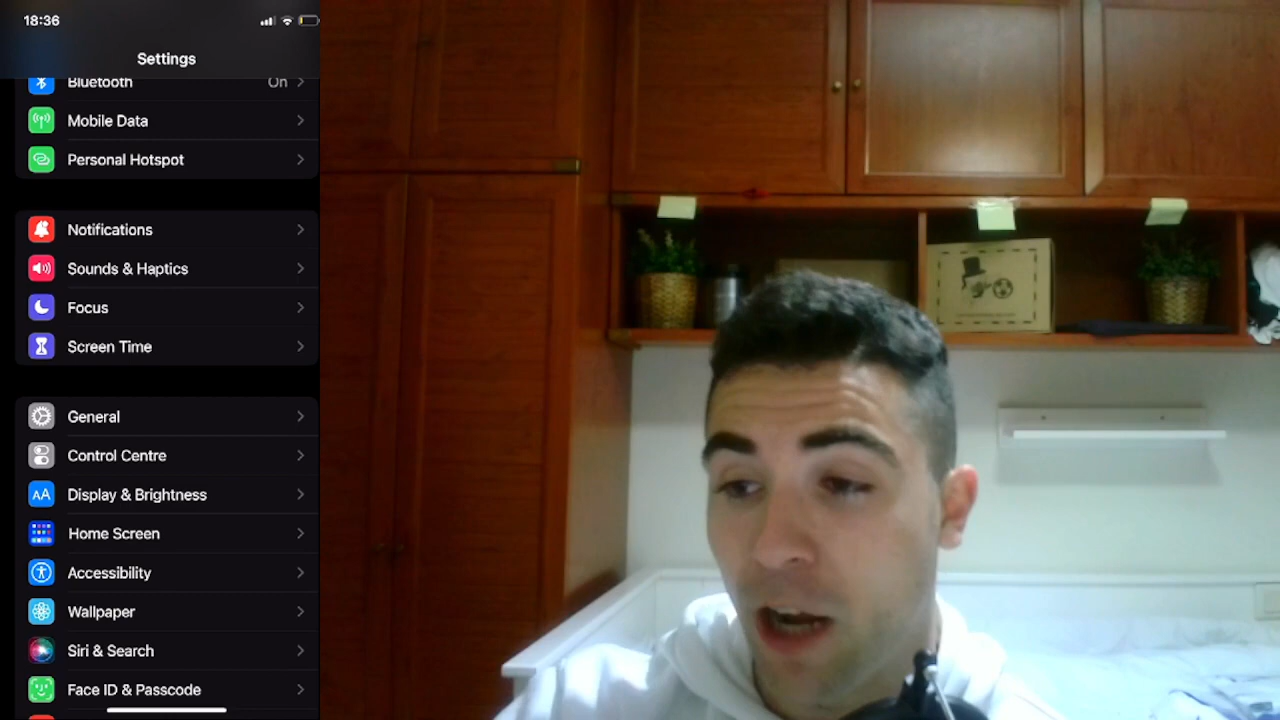 18:36
Settings
Bluetooth On
Mobile Data
Personal Hotspot
Notifications
Sounds & Haptics
Focus
Screen Time
General
Control Centre
AA Display & Brightness
Home Screen
Accessibility
Wallpaper
Siri & Search
Face ID & Passcode